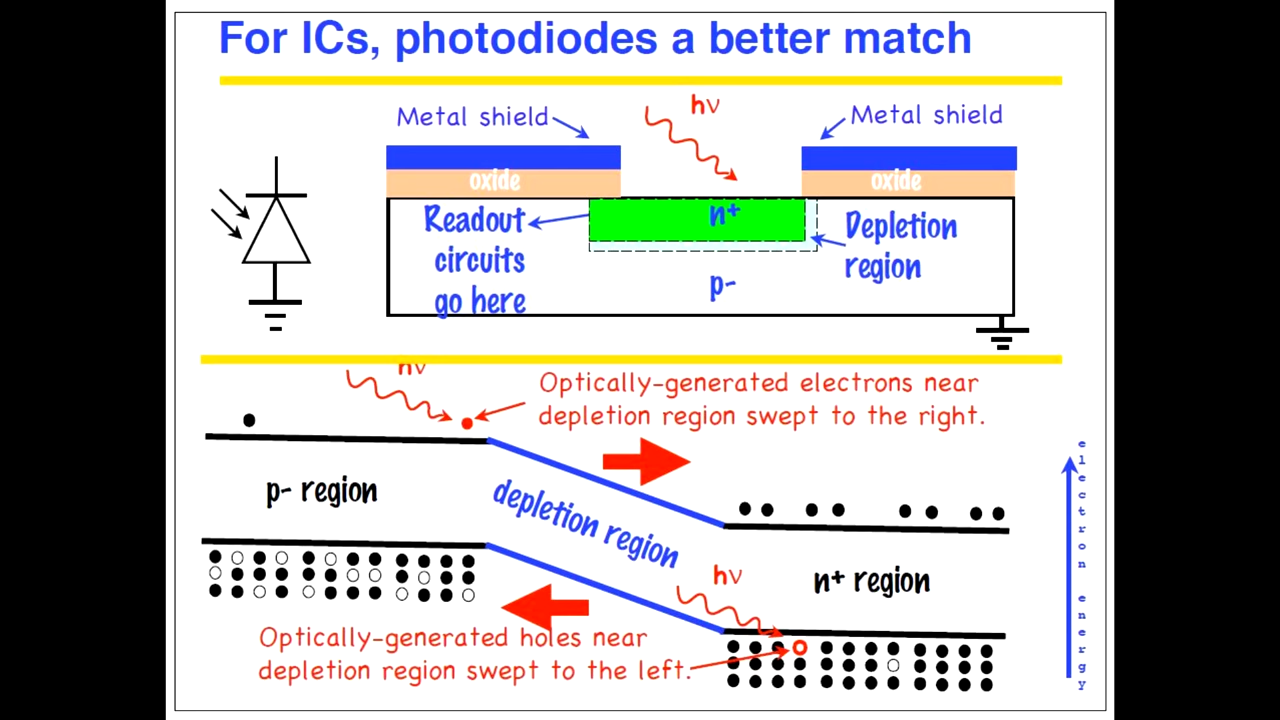 For ICs, photodiodes a better match
Metal shield
hν
Metal shield
oxide
oxide
Readout
circuits
go here
n+
Depletion
region
p-
hν
Optically-generated electrons near
depletion region swept to the right.
p- region
depletion region
n+ region
hν
Optically-generated holes near
depletion region swept to the left.
electron energy